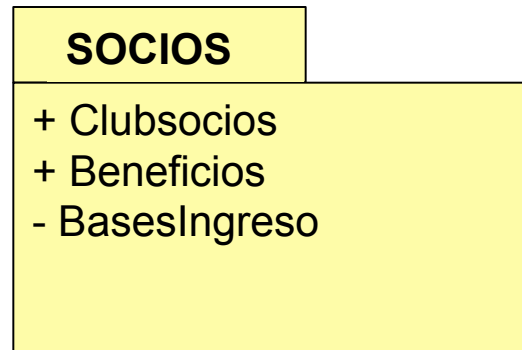 SOCIOS
+ Clubsocios
+ Beneficios
- BasesIngreso